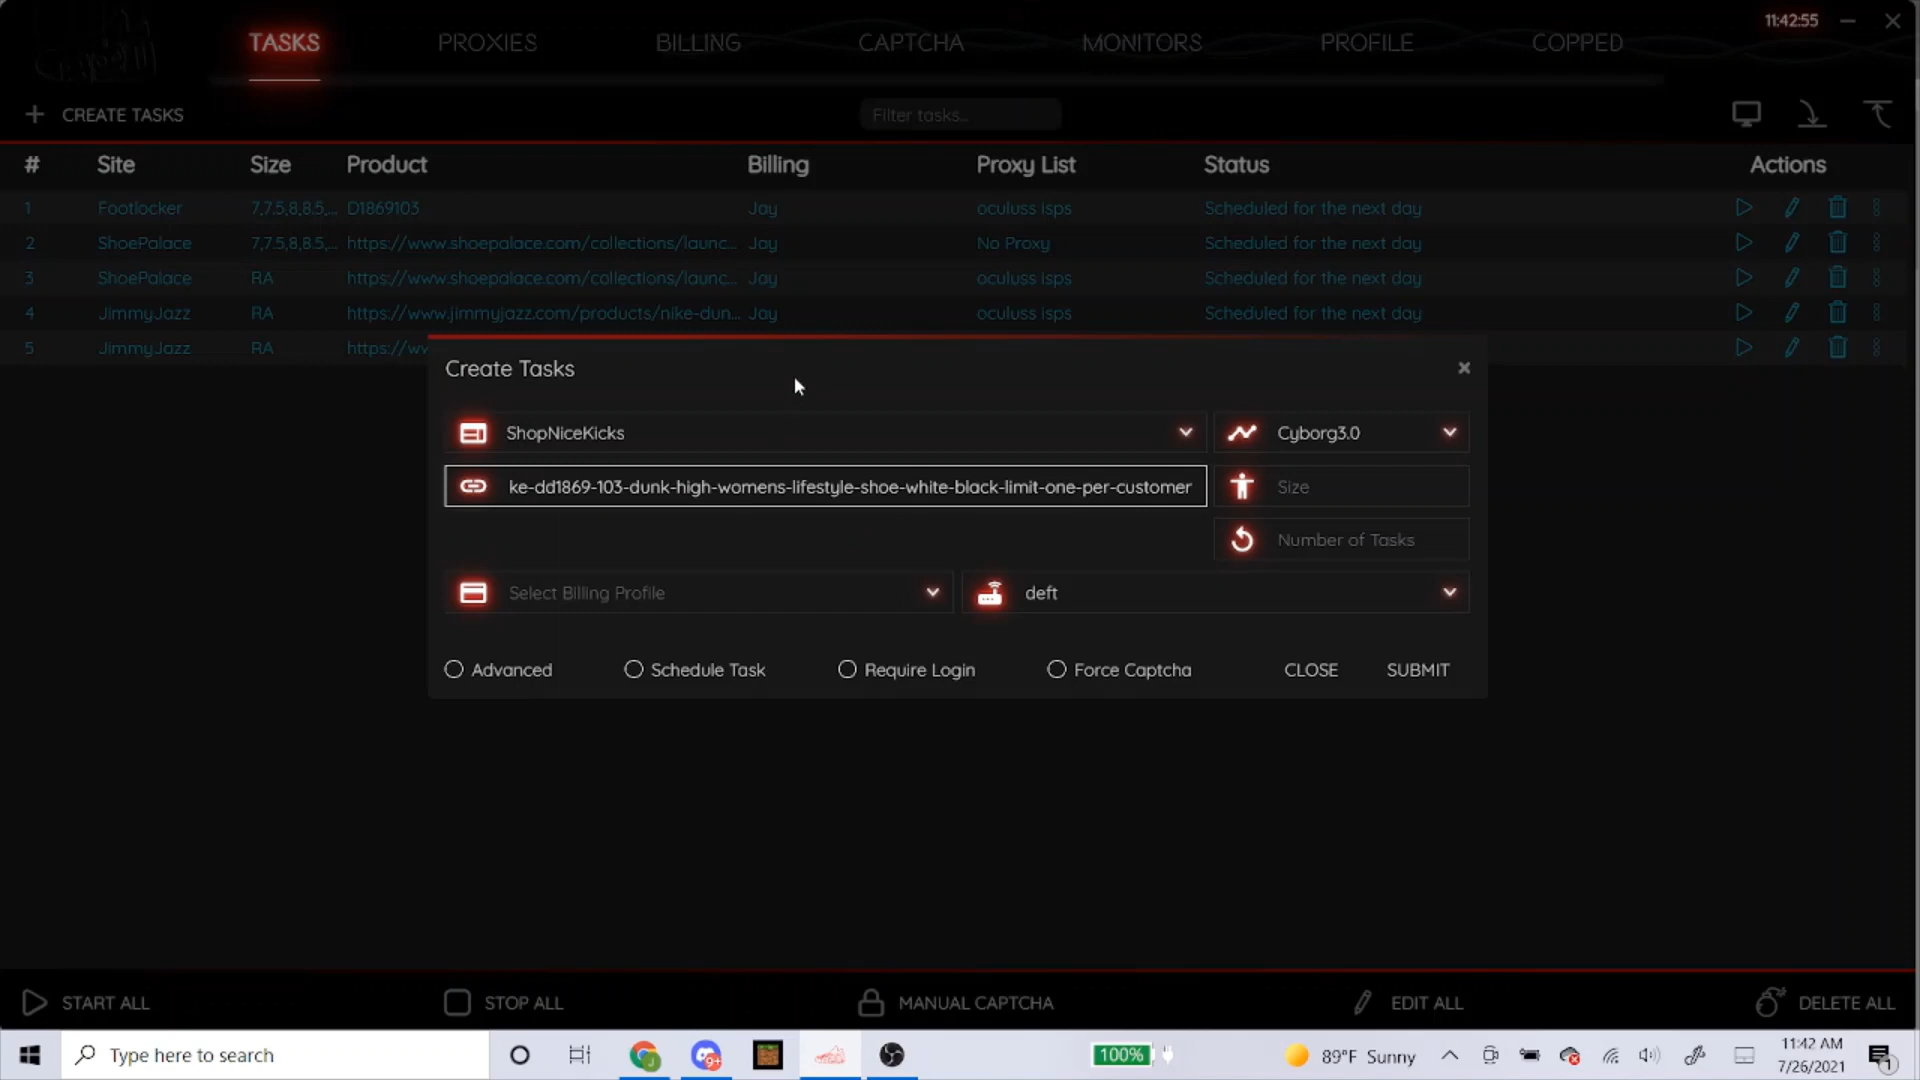 11:42:55
TASKS PROXIES BILLING CAPTCHA MONITORS PROFILE COPPED
CREATE TASKS Filter tasks...
# Site Size Product Billing Proxy List Status Actions
1 Footlocker 7,7.5,8,8.5,... D1869103 Jay oculuss isps Scheduled for the next day
2 ShoePalace 7,7.5,8,8.5,... https://www.shoepalace.com/collections/launc... Jay No Proxy Scheduled for the next day
3 ShoePalace RA https://www.shoepalace.com/collections/launc... Jay oculuss isps Scheduled for the next day
4 JimmyJazz RA https://www.jimmyjazz.com/products/nike-dun... Jay oculuss isps Scheduled for the next day
5 JimmyJazz RA
Create Tasks
ShopNiceKicks Cyborg3.0
ke-dd1869-103-dunk-high-womens-lifestyle-shoe-white-black-limit-one-per-customer Size
Number of Tasks
Select Billing Profile deft
Advanced Schedule Task Require Login Force Captcha CLOSE SUBMIT
START ALL STOP ALL MANUAL CAPTCHA EDIT ALL DELETE ALL
Type here to search 9+ 100% 89°F Sunny 11:42 AM
7/26/2021 1